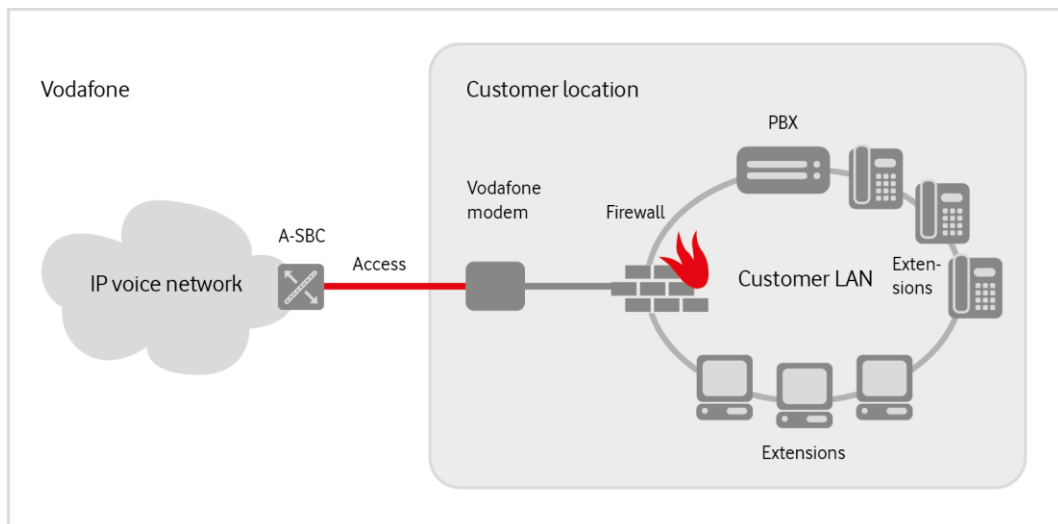 Vodafone
Customer location
PBX
Vodafone
modem
Firewall
A-SBC
Access
IP voice network
Customer LAN
Exten-
sions
Extensions